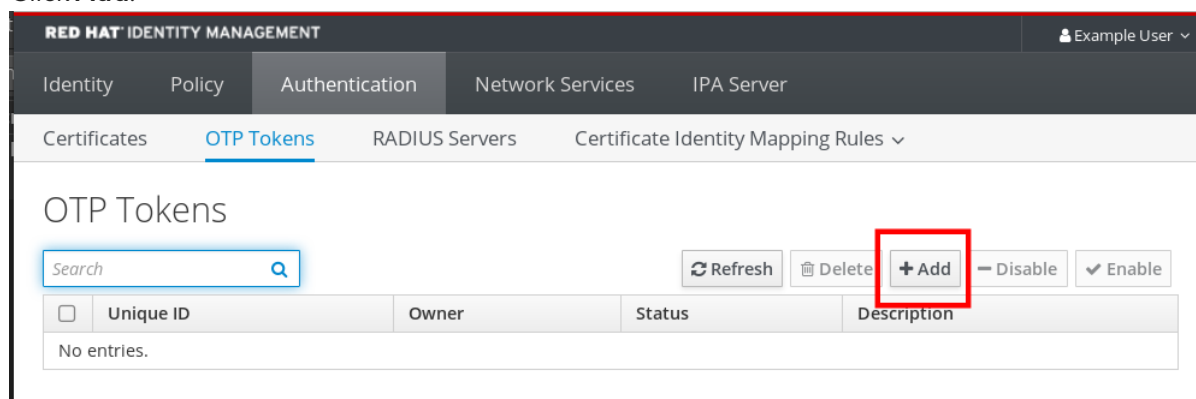 RED HAT® IDENTITY MANAGEMENT Example User
Identity Policy Authentication Network Services IPA Server
Certificates OTP Tokens RADIUS Servers Certificate Identity Mapping Rules
OTP Tokens
Search Refresh Delete Add Disable Enable
Unique ID Owner Status Description
No entries.